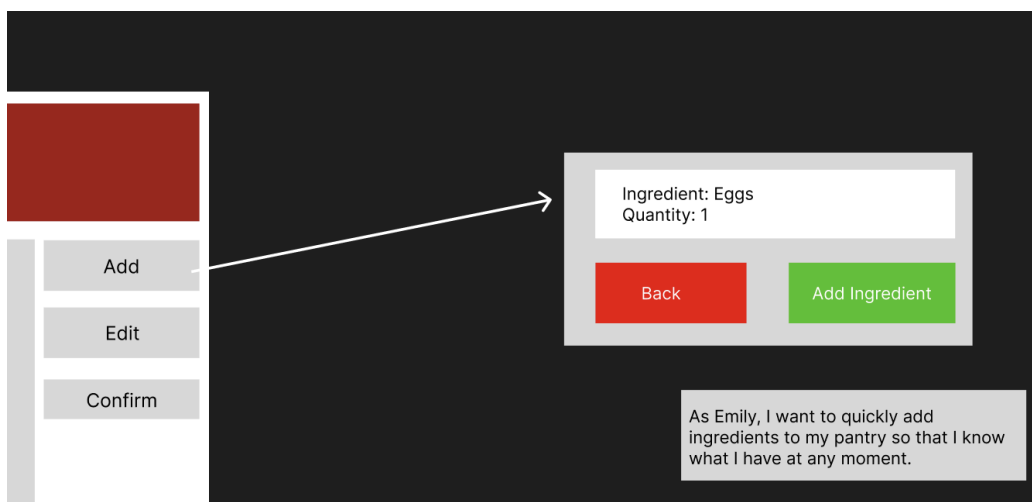 Add
Edit
Confirm
Ingredient: Eggs
Quantity: 1
Back
Add Ingredient
As Emily, I want to quickly add
ingredients to my pantry so that I know
what I have at any moment.